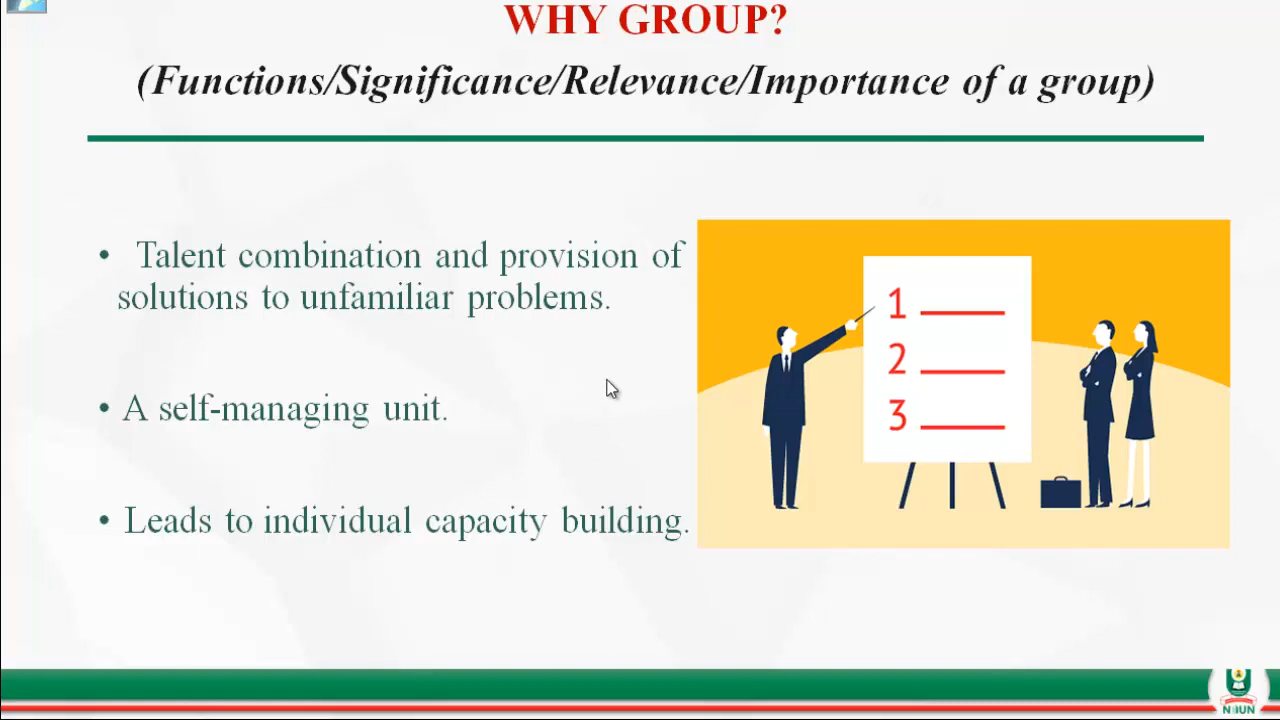 WHY GROUP?
(Functions/Significance/Relevance/Importance of a group)
• Talent combination and provision of
solutions to unfamiliar problems.
• A self-managing unit.
• Leads to individual capacity building.
1
2
3
NOUN